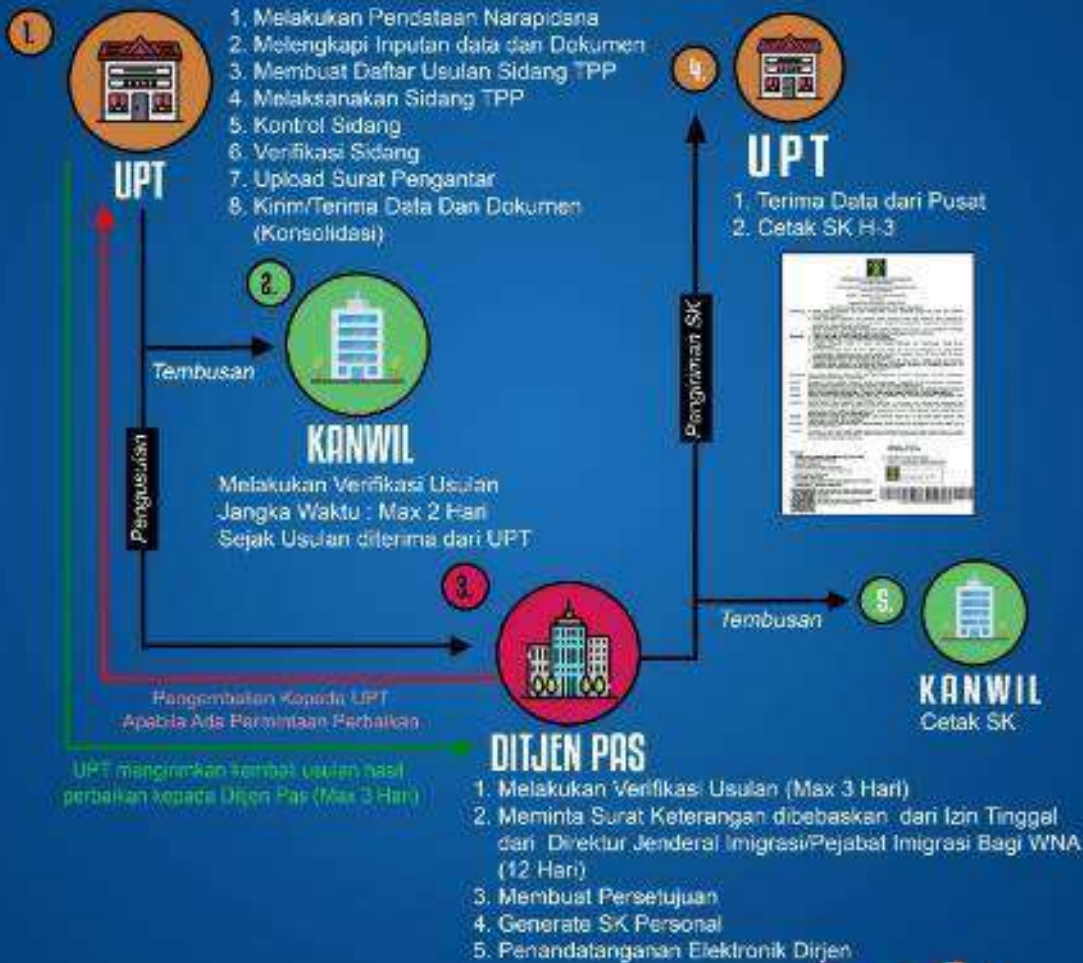 1.
1. Melakukan Pendataan Narapidana
2. Melengkapi Inputan data dan Dokumen
3. Membuat Daftar Usulan Sidang TPP
4. Melaksanakan Sidang TPP
5. Kontrol Sidang
6. Verifikasi Sidang
7. Upload Surat Pengantar
8. Kirim/Terima Data Dan Dokumen
(Konsolidasi)
UPT
2.
Tembusan
KANWIL
Melakukan Verifikasi Usulan
Jangka Waktu : Max 2 Hari
Sejak Usulan diterima dari UPT
Pengusulan
3.
DITJEN PAS
1. Melakukan Verifikasi Usulan (Max 3 Hari)
2. Meminta Surat Keterangan dibebaskan dari Izin Tinggal
dari Direktur Jenderal Imigrasi/Pejabat Imigrasi Bagi WNA
(12 Hari)
3. Membuat Persetujuan
4. Generate SK Personal
5. Penandatanganan Elektronik Dirjen
Pengembalian Kepada UPT
Apabila Ada Permintaan Perbaikan
UPT mengirimkan kembali usulan hasil
perbaikan kepada Ditjen Pas (Max 3 Hari)
Pengiriman SK
4.
UPT
1. Terima Data dari Pusat
2. Cetak SK H-3
Tembusan
5.
KANWIL
Cetak SK